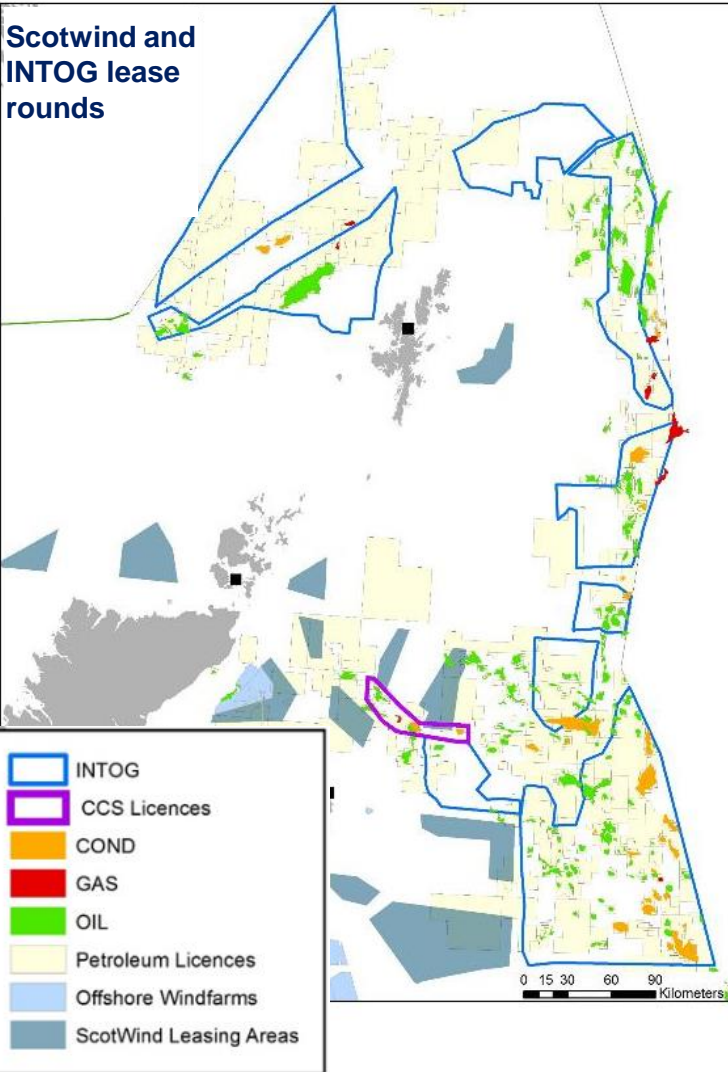 Scotwind and
INTOG lease
rounds
INTOG
CCS Licences
COND
GAS
OIL
Petroleum Licences
Offshore Windfarms
ScotWind Leasing Areas
0 15 30 60 90
Kilometers